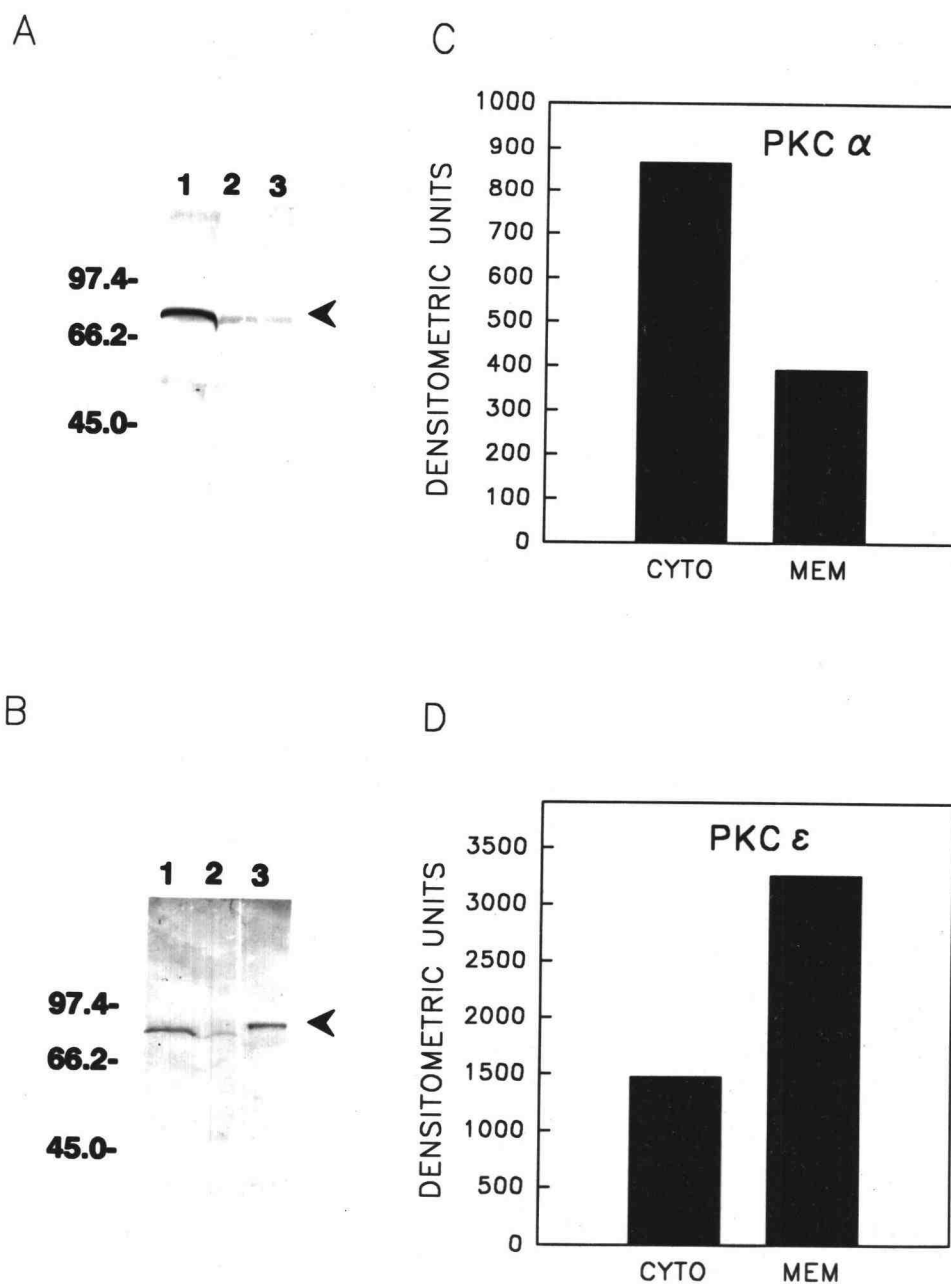 A
1 2 3
97.4-
66.2-
45.0-
C
1000
900
800
700
600
500
400
300
200
100
0
DENSITOMETRIC UNITS
PKC α
CYTO MEM
B
1 2 3
97.4-
66.2-
45.0-
D
3500
3000
2500
2000
1500
1000
500
0
DENSITOMETRIC UNITS
PKC ε
CYTO MEM